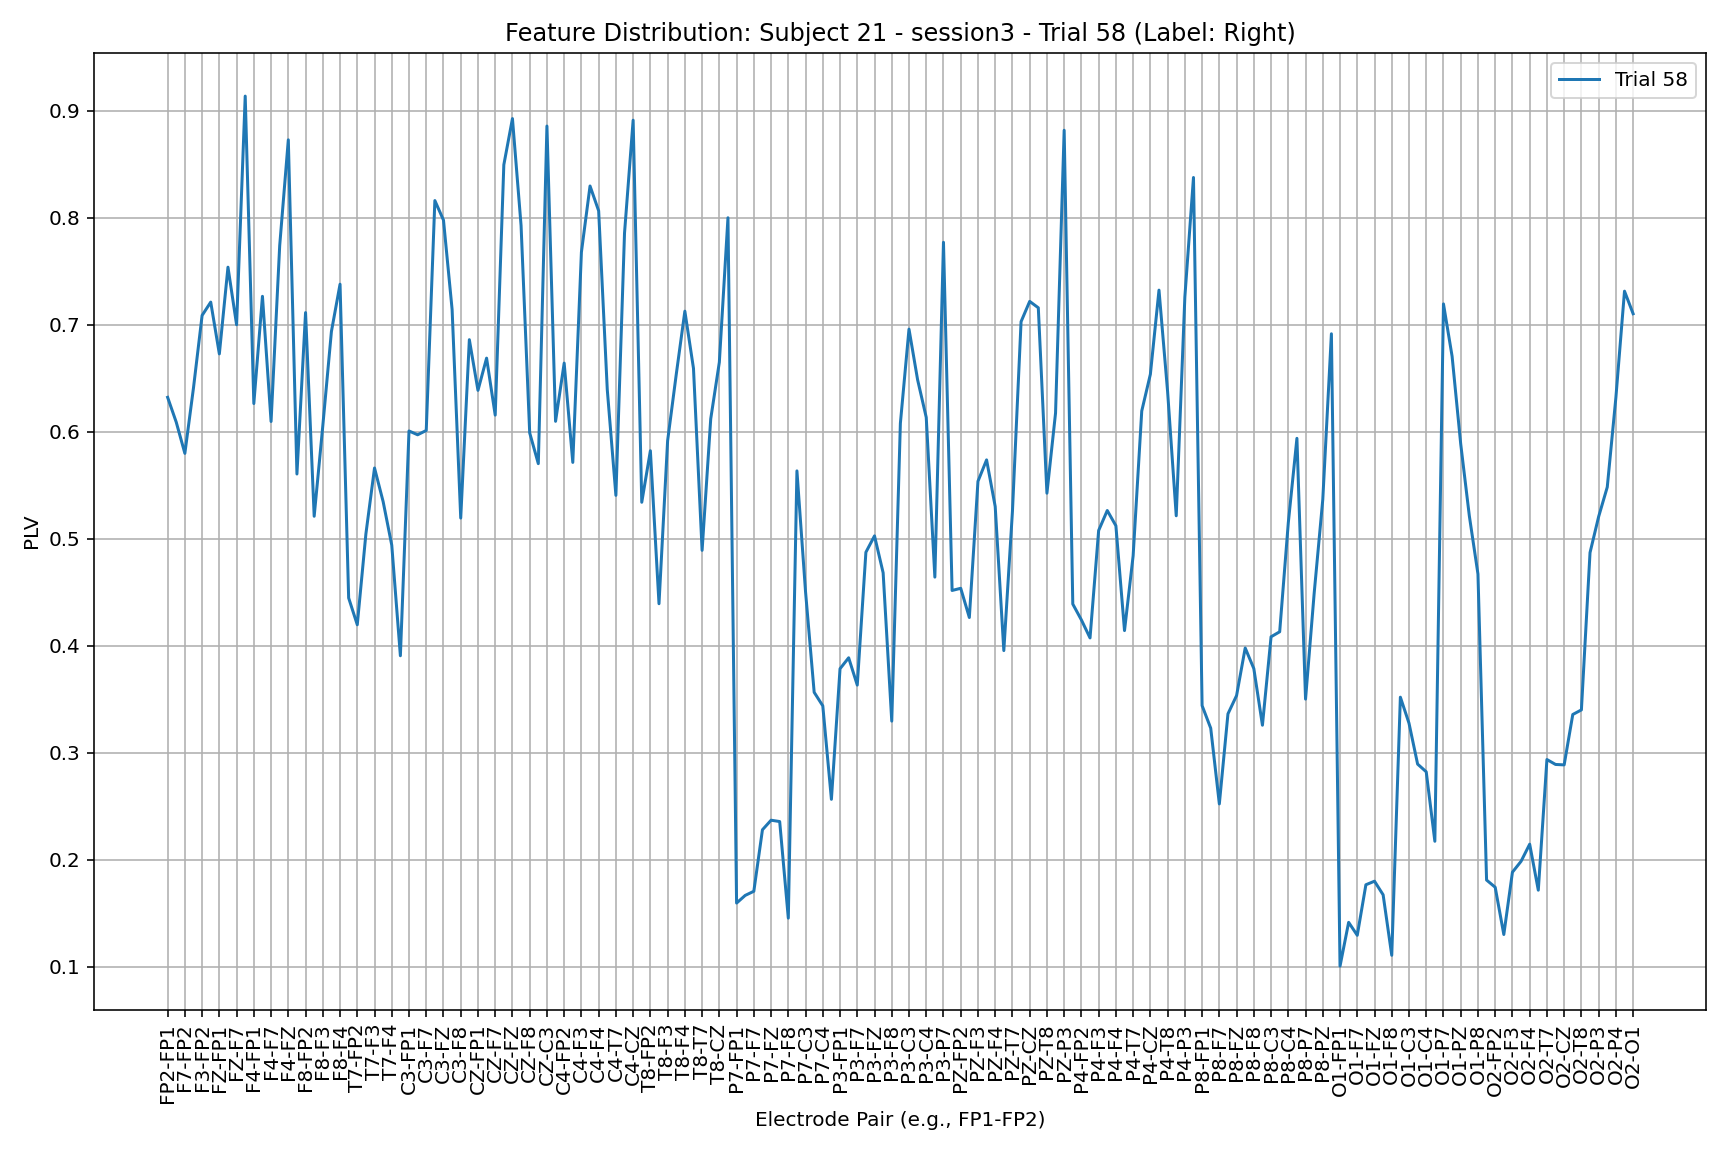 Feature Distribution: Subject 21 - session3 - Trial 58 (Label: Right)
Trial 58
PLV
0.9
0.8
0.7
0.6
0.5
0.4
0.3
0.2
0.1
FP2-FP1
F7-FP2
F3-FP2
FZ-FP1
FZ-F7
F4-FP1
F4-F7
F4-FZ
F8-FP2
F8-F3
F8-F4
T7-FP2
T7-F3
T7-F4
C3-FP1
C3-F7
C3-FZ
C3-F8
CZ-FP1
CZ-F7
CZ-FZ
CZ-F8
CZ-C3
C4-FP2
C4-F3
C4-F4
C4-T7
C4-CZ
T8-FP2
T8-F3
T8-F4
T8-T7
T8-CZ
P7-FP1
P7-F7
P7-FZ
P7-F8
P7-C3
P7-C4
P3-FP1
P3-F7
P3-FZ
P3-F8
P3-C3
P3-C4
P3-P7
PZ-FP2
PZ-F3
PZ-F4
PZ-T7
PZ-CZ
PZ-T8
PZ-P3
P4-FP2
P4-F3
P4-F4
P4-T7
P4-CZ
P4-T8
P4-P3
P8-FP1
P8-F7
P8-FZ
P8-F8
P8-C3
P8-C4
P8-P7
P8-PZ
O1-FP1
O1-F7
O1-FZ
O1-F8
O1-C3
O1-C4
O1-P7
O1-PZ
O1-P8
O2-FP2
O2-F3
O2-F4
O2-T7
O2-CZ
O2-T8
O2-P3
O2-P4
O2-O1
Electrode Pair (e.g., FP1-FP2)